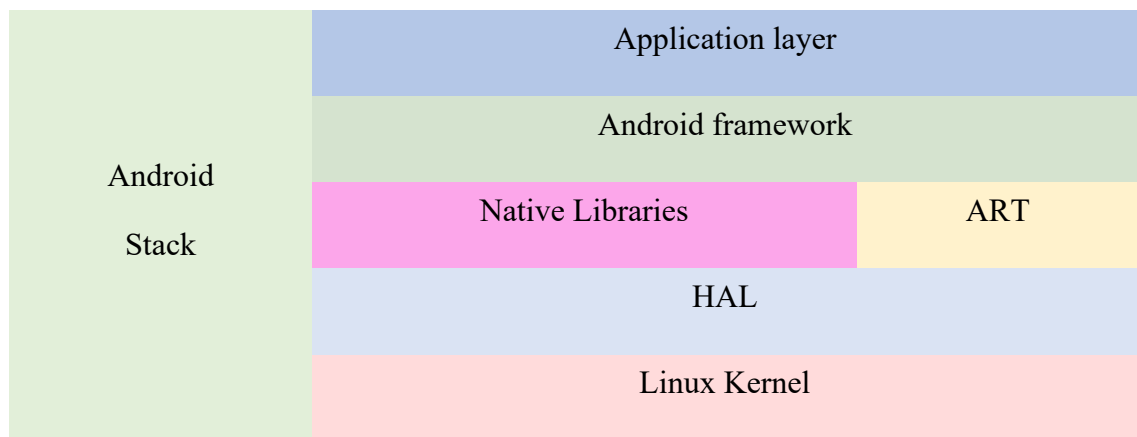 Android
Stack
Application layer
Android framework
Native Libraries
ART
HAL
Linux Kernel